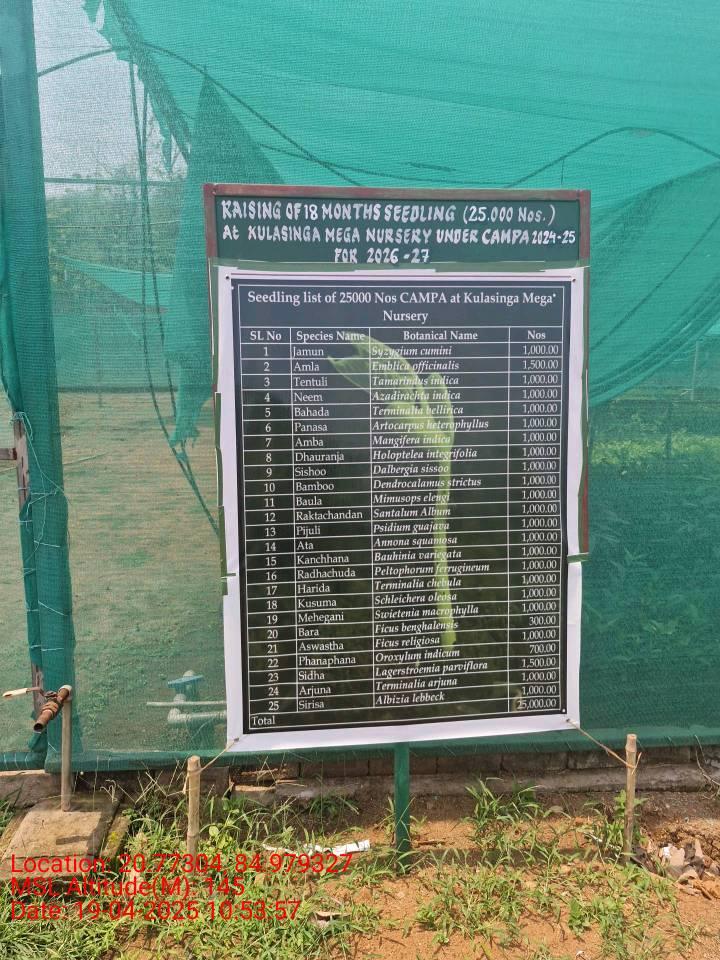 RAISING OF 18 MONTHS SEEDLING (25.000 Nos.)
At KULASINGA MEGA NURSERY UNDER CAMPA 2024-25
FOR 2026-27
Seedling list of 25000 Nos CAMPA at Kulasinga Mega
Nursery
SL No Species Name Botanical Name Nos
1 Jamun Syzygium cumini 1,000.00
2 Amla Emblica officinalis 1,500.00
3 Tentuli Tamarindus indica 1,000.00
4 Neem Azadirachta indica 1,000.00
5 Bahada Terminalia bellirica 1,000.00
6 Panasa Artocarpus heterophyllus 1,000.00
7 Amba Mangifera indica 1,000.00
8 Dhauranja Holoptelea integrifolia 1,000.00
9 Sishoo Dalbergia sissoo 1,000.00
10 Bamboo Dendrocalamus strictus 1,000.00
11 Baula Mimusops elengi 1,000.00
12 Raktachandan Santalum Album 1,000.00
13 Pijuli Psidium guajava 1,000.00
14 Ata Annona squamosa 1,000.00
15 Kanchhana Bauhinia variegata 1,000.00
16 Radhachuda Peltophorum ferrugineum 1,000.00
17 Harida Terminalia chebula 1,000.00
18 Kusuma Schleichera oleosa 1,000.00
19 Mehegani Swietenia macrophylla 1,000.00
20 Bara Ficus benghalensis 300.00
21 Aswastha Ficus religiosa 1,000.00
22 Phanaphana Oroxylum indicum 700.00
23 Sidha Lagerstroemia parviflora 1,500.00
24 Arjuna Terminalia arjuna 1,000.00
25 Sirisa Albizia lebbeck 1,000.00
Total 25,000.00
Location: 20.77304, 84.979327
MSL Altitude(M): 145
Date: 19-04-2025 10:53:57